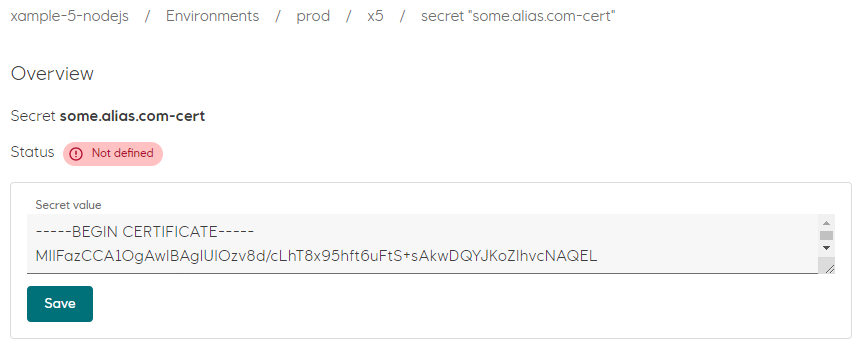 xample-5-nodejs / Environments / prod / x5 / secret "some.alias.com-cert"
Overview
Secret some.alias.com-cert
Status Not defined
Secret value
-----BEGIN CERTIFICATE-----
MIIFazCCA1OgAwIBAgIUIOzv8d/cLhT8x95hft6uFtS+sAkwDQYJKoZIhvcNAQEL
Save